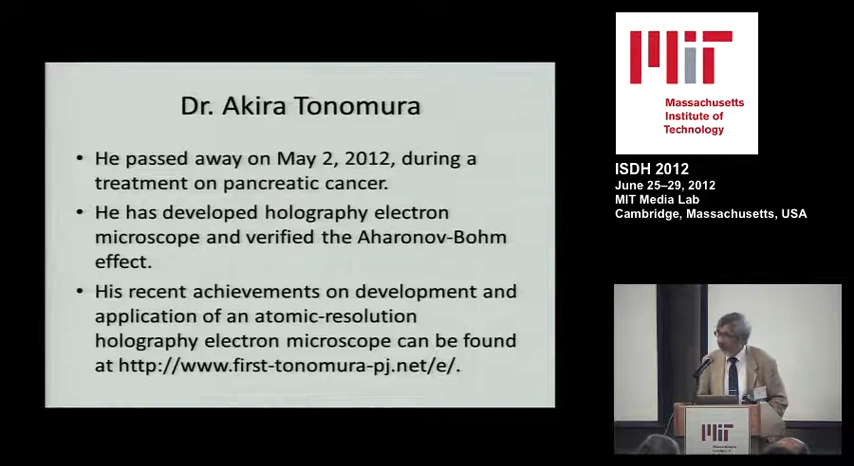 Dr. Akira Tonomura
• He passed away on May 2, 2012, during a
treatment on pancreatic cancer.
• He has developed holography electron
microscope and verified the Aharonov-Bohm
effect.
• His recent achievements on development and
application of an atomic-resolution
holography electron microscope can be found
at http://www.first-tonomura-pj.net/e/.
MIT
Massachusetts
Institute of
Technology
ISDH 2012
June 25–29, 2012
MIT Media Lab
Cambridge, Massachusetts, USA
MIT